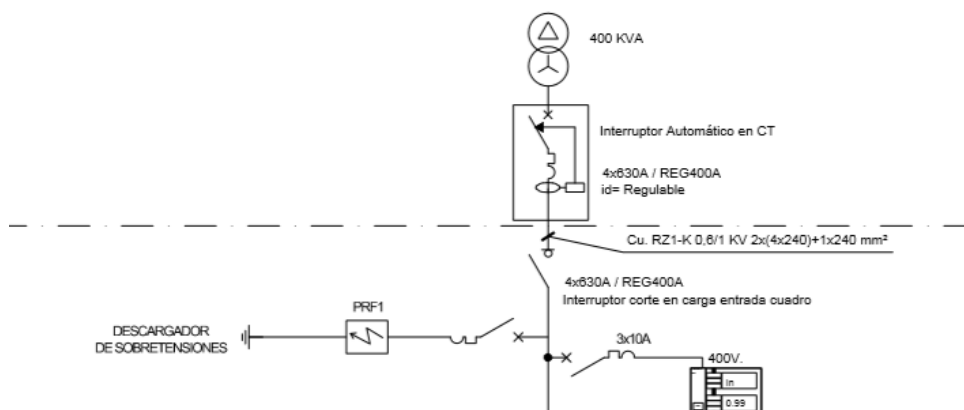 400 KVA
Interruptor Automático en CT
4x630A / REG400A
id= Regulable
Cu. RZ1-K 0,6/1 KV 2x(4x240)+1x240 mm²
4x630A / REG400A
Interruptor corte en carga entrada cuadro
PRF1
DESCARGADOR
DE SOBRETENSIONES
3x10A
400V.
In
0.99